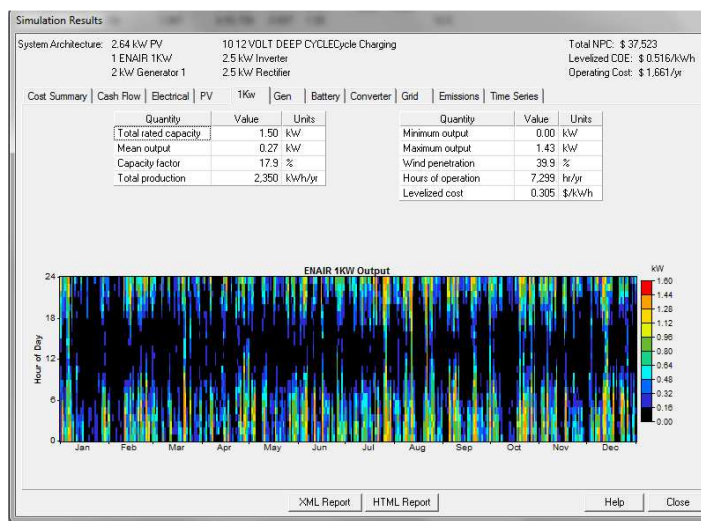 Simulation Results
System Architecture: 2.64 kW PV 10 12 VOLT DEEP CYCLECycle Charging Total NPC: $ 37,523
1 ENAIR 1KW 2.5 kW Inverter Levelized COE: $ 0.516/kWh
2 kW Generator 1 2.5 kW Rectifier Operating Cost: $ 1,661/yr
Cost Summary Cash Flow Electrical PV 1Kw Gen Battery Converter Grid Emissions Time Series
Quantity Value Units Quantity Value Units
Total rated capacity 1.50 kW Minimum output 0.00 kW
Mean output 0.27 kW Maximum output 1.43 kW
Capacity factor 17.9 % Wind penetration 39.9 %
Total production 2,350 kWh/yr Hours of operation 7,299 hr/yr
Levelized cost 0.305 $/kWh
ENAIR 1KW Output
kW
24
18
12
6
0
Hour of Day
1.60
1.44
1.28
1.12
0.96
0.80
0.64
0.48
0.32
0.16
0.00
Jan Feb Mar Apr May Jun Jul Aug Sep Oct Nov Dec
XML Report HTML Report Help Close